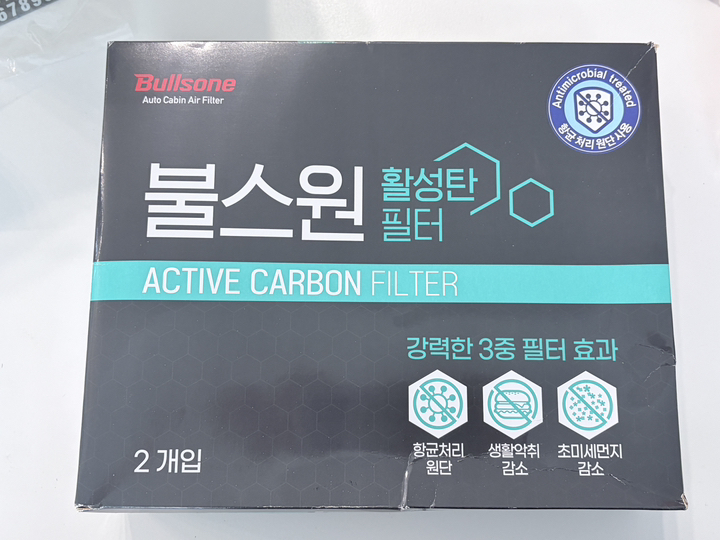 Bullsone
Auto Cabin Air Filter
Antimicrobial treated
항균 처리 원단 사용
불스원 활성탄
필터
ACTIVE CARBON FILTER
강력한 3중 필터 효과
항균처리
원단
생활악취
감소
초미세먼지
감소
2 개입